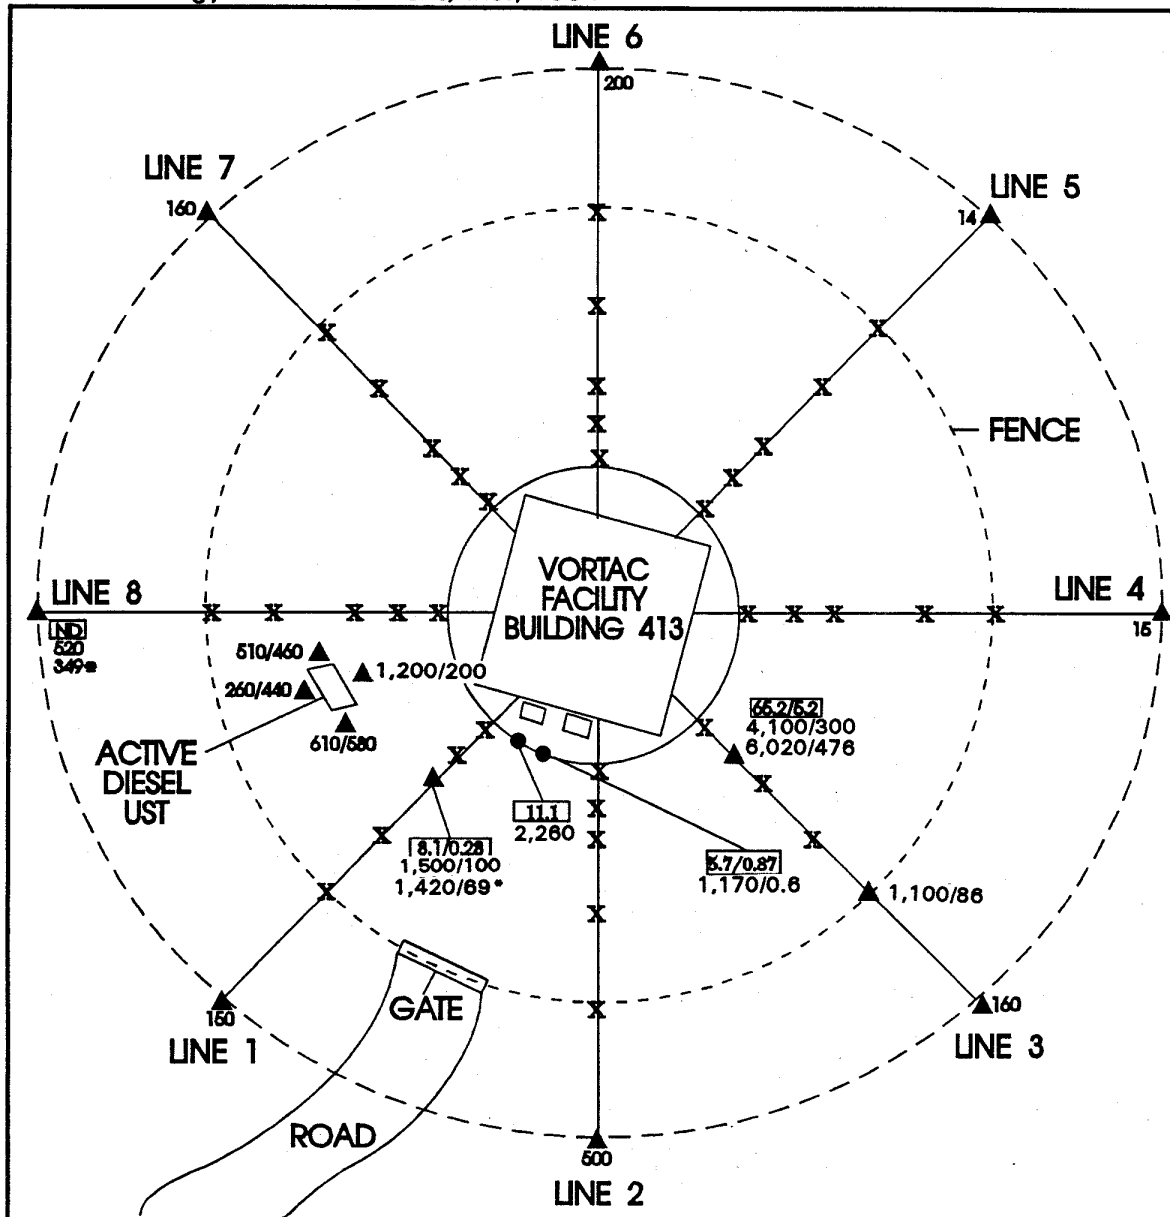 LINE 6
200
LINE 7
160
LINE 5
14
FENCE
VORTAC
FACILITY
BUILDING 413
LINE 8
ND
520
LINE 4
15
510/460
1,200/200
260/440
610/580
ACTIVE
DIESEL
UST
65.2/5.2
4,100/300
6,020/476
11.1
2,260
8.1/0.28
1,500/100
1,420/69*
5.7/0.87
1,170/0.6
1,100/86
GATE
150
LINE 1
160
LINE 3
ROAD
500
LINE 2
X X X X X
X X X X X
X X X X X
X X X X X
X X X X X
X X X X
X X X X X
X X X